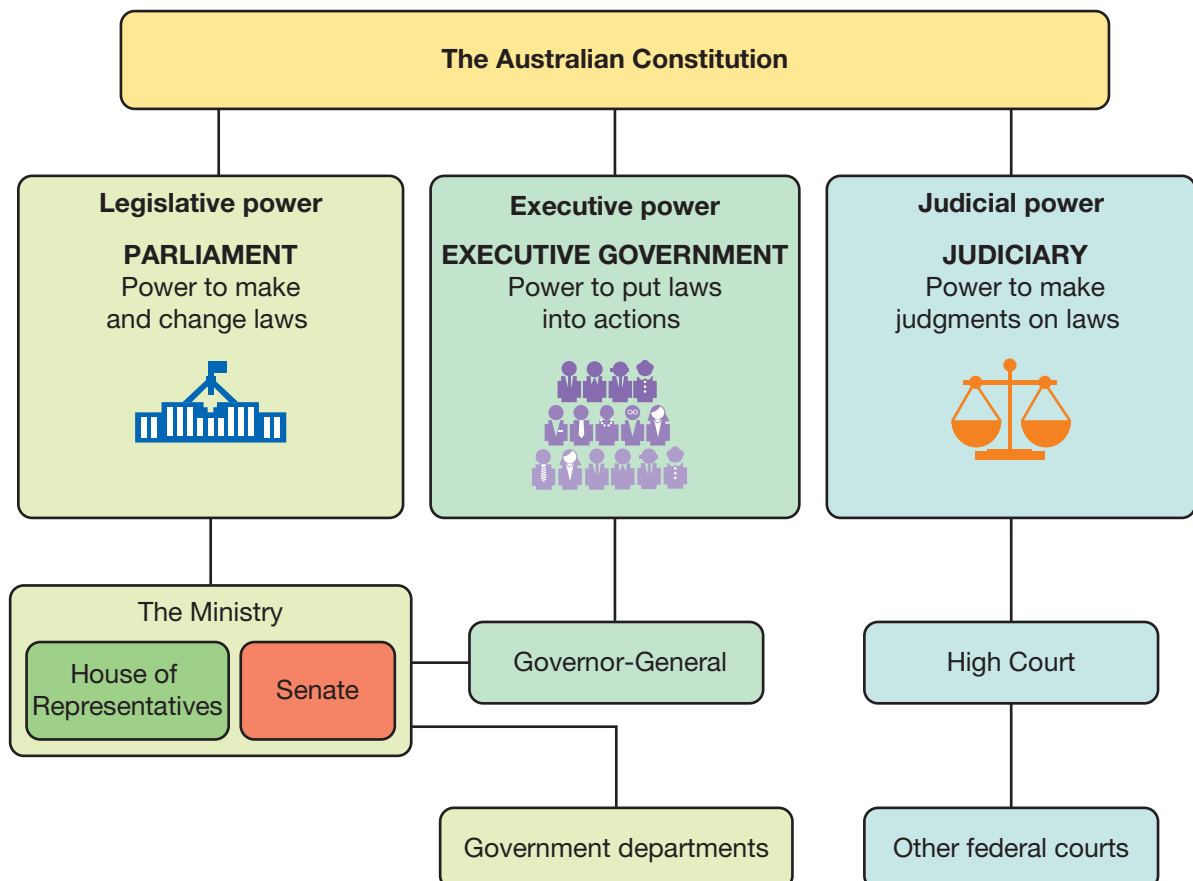 The Australian Constitution
Legislative power
PARLIAMENT
Power to make
and change laws
Executive power
EXECUTIVE GOVERNMENT
Power to put laws
into actions
Judicial power
JUDICIARY
Power to make
judgments on laws
The Ministry
House of
Representatives
Senate
Governor-General
High Court
Government departments
Other federal courts